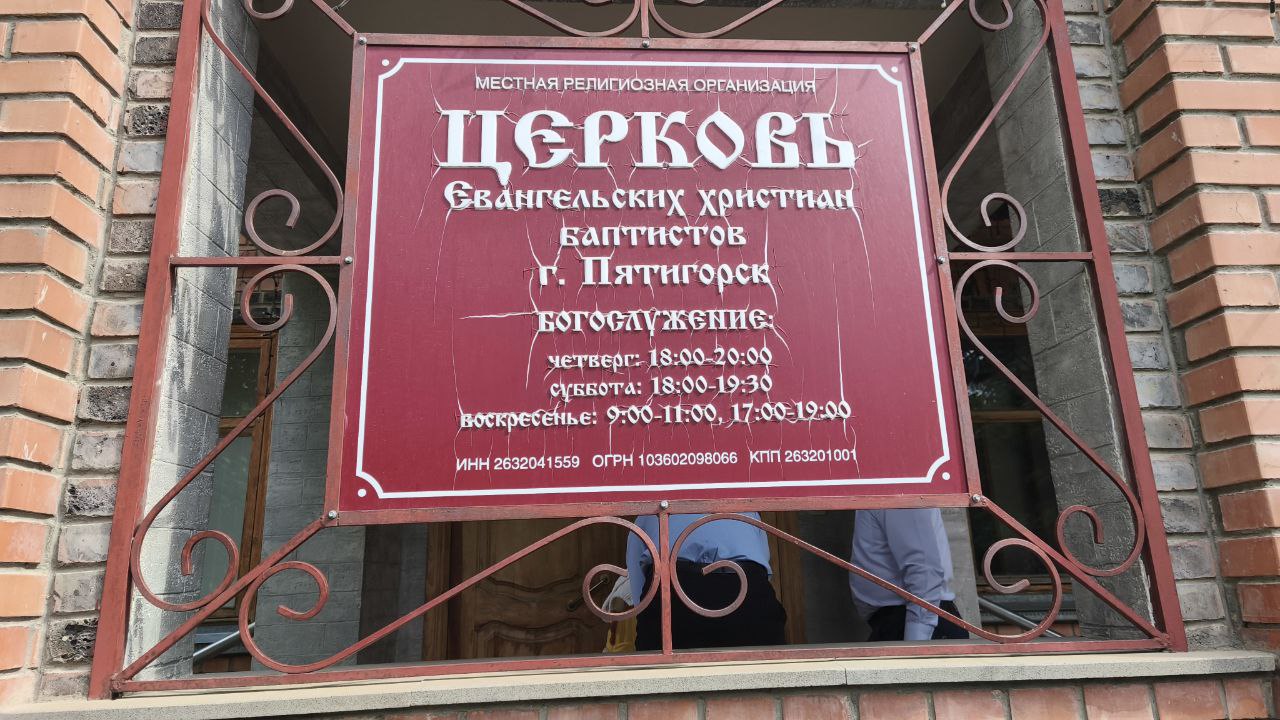 МЕСТНАЯ РЕЛИГИОЗНАЯ ОРГАНИЗАЦИЯ
ЦЕРКОВЬ
Евангельских христиан
баптистов
г. Пятигорск
БОГОСЛУЖЕНИЕ:
четверг: 18:00-20:00
суббота: 18:00-19:30
воскресенье: 9:00-11:00, 17:00-19:00
ИНН 2632041559 ОГРН 103602098066 КПП 263201001